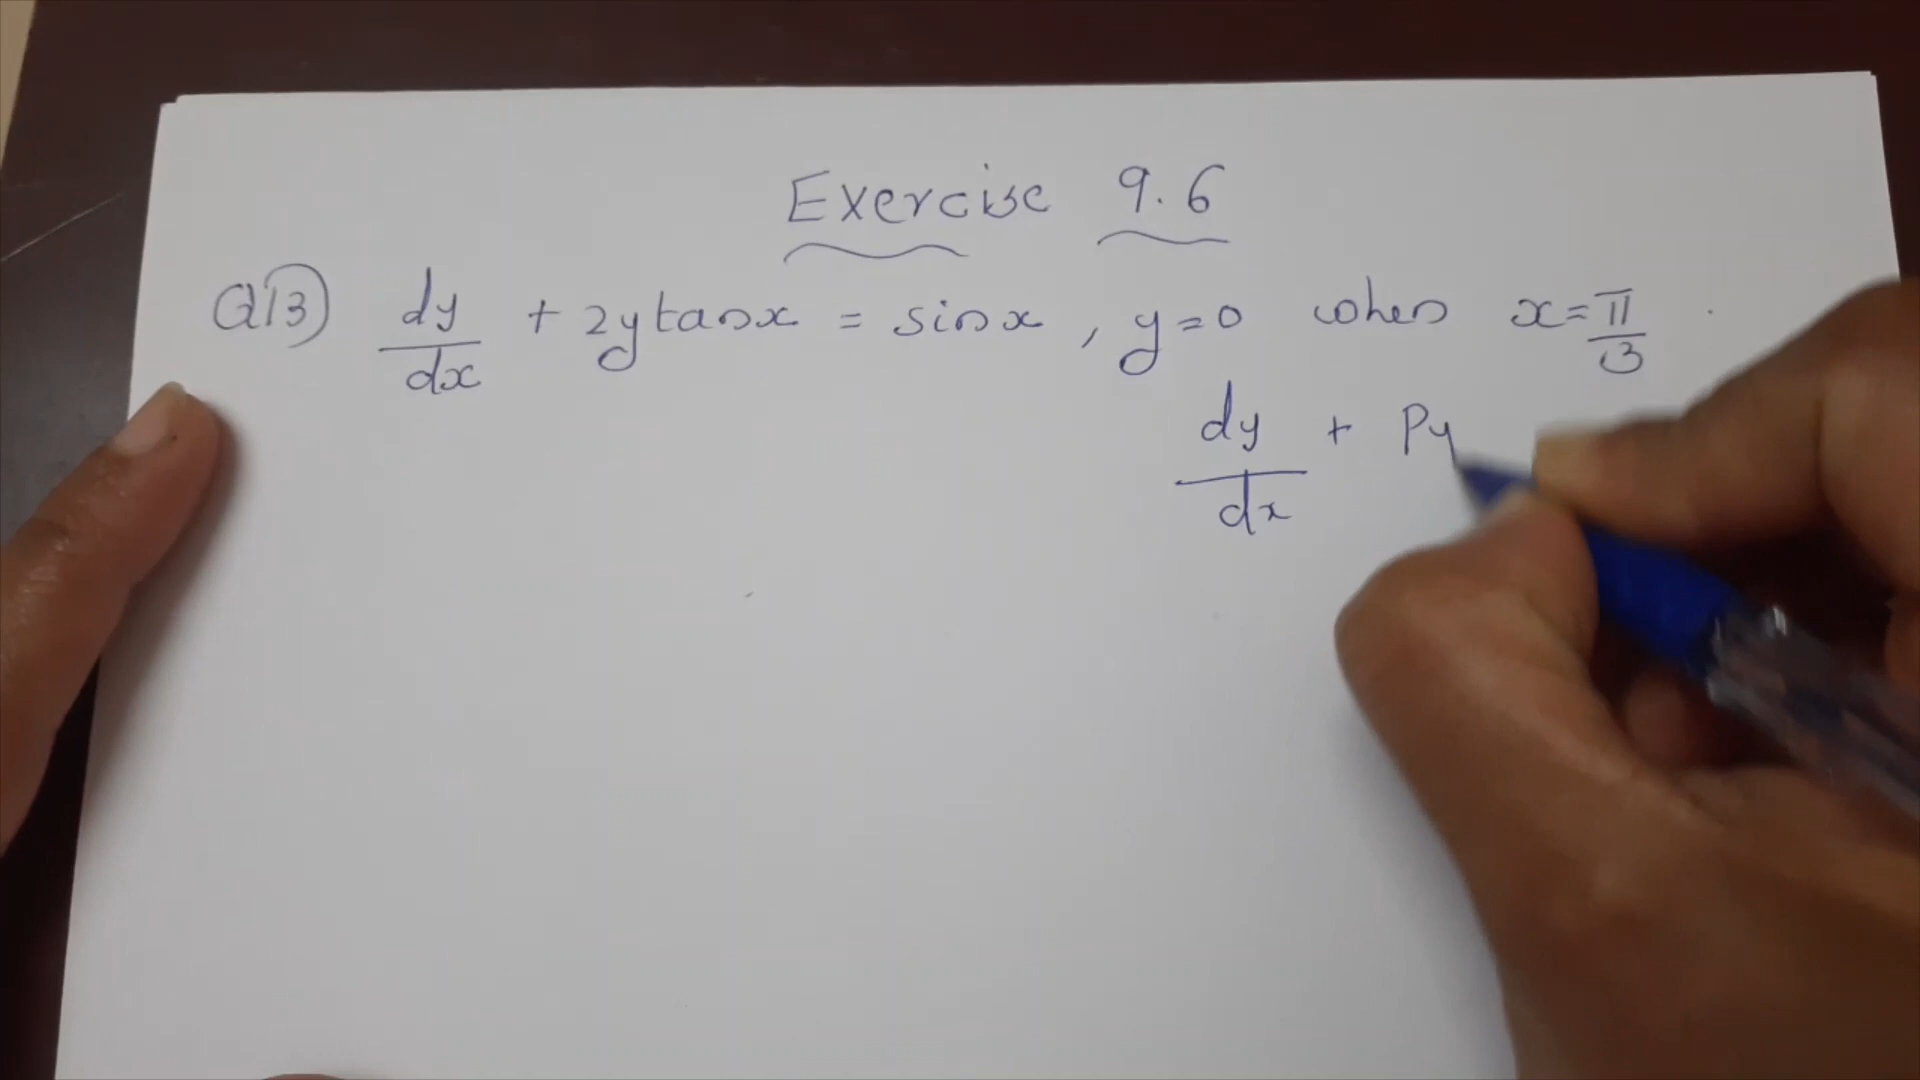 Exercise 9.6
Q13) dy/dx + 2y tan x = sin x, y=0 when x=π/3
dy/dx + Py